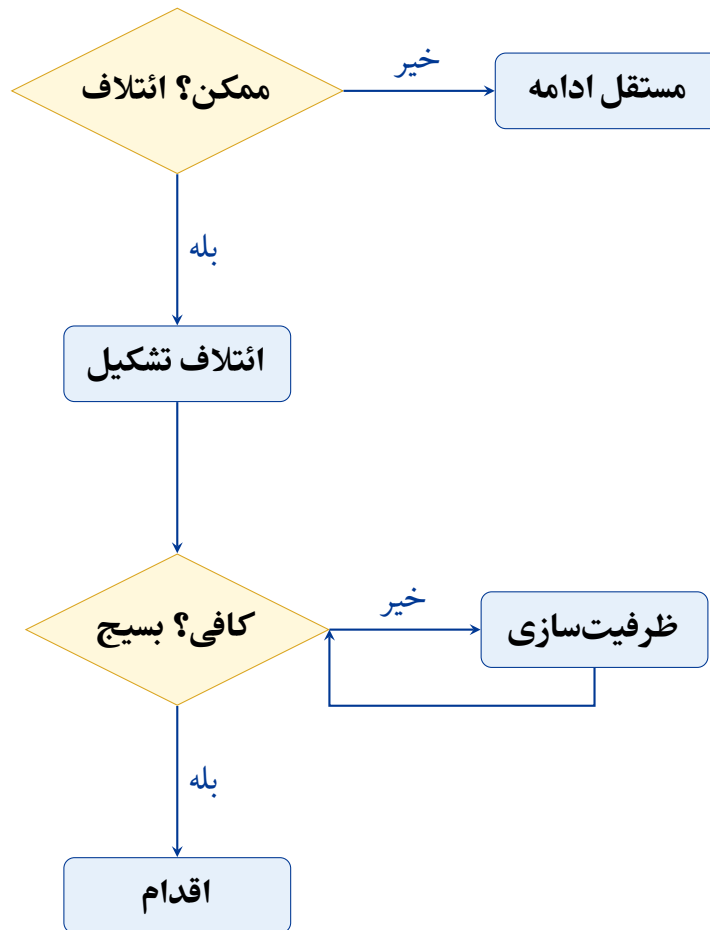 ممکن؟ ائتلاف
خیر
مستقل ادامه
بله
ائتلاف تشکیل
کافی؟ بسیج
خیر
ظرفیت‌سازی
بله
اقدام